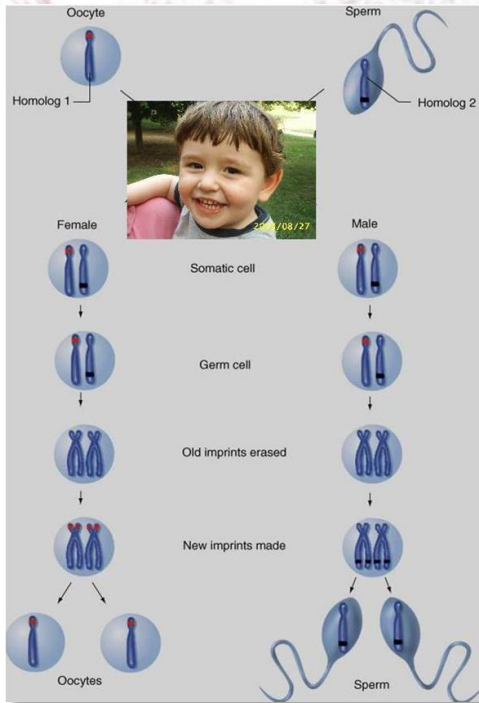 Oocyte
Sperm
Homolog 1
Homolog 2
Female
Male
Somatic cell
Germ cell
Old imprints erased
New imprints made
Oocytes
Sperm